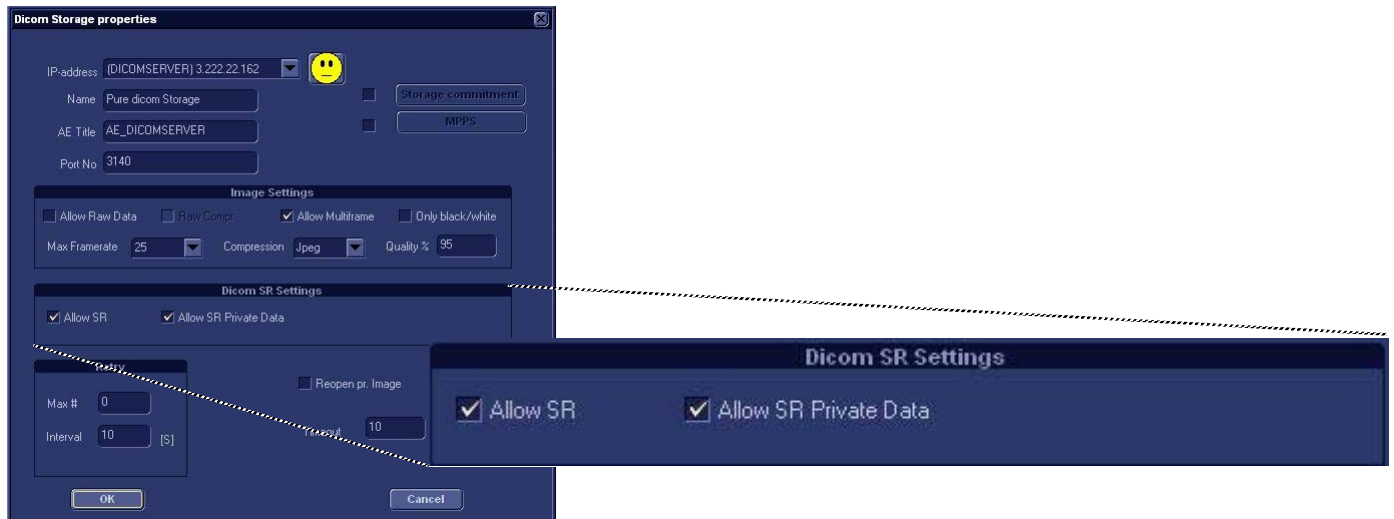 Dicom Storage properties
IP-address (DICOMSERVER) 3.222.22.162
Name Pure dicom Storage
Storage commitment
AE Title AE_DICOMSERVER
MPPS
Port No 3140
Image Settings
Allow Raw Data Raw Compr. Allow Multiframe Only black/white
Max Framerate 25 Compression Jpeg Quality % 95
Dicom SR Settings
Allow SR Allow SR Private Data
Retry
Reopen pr. Image
Max # 0
Interval 10 [S]
Timeout 10
OK Cancel
Dicom SR Settings
Allow SR Allow SR Private Data